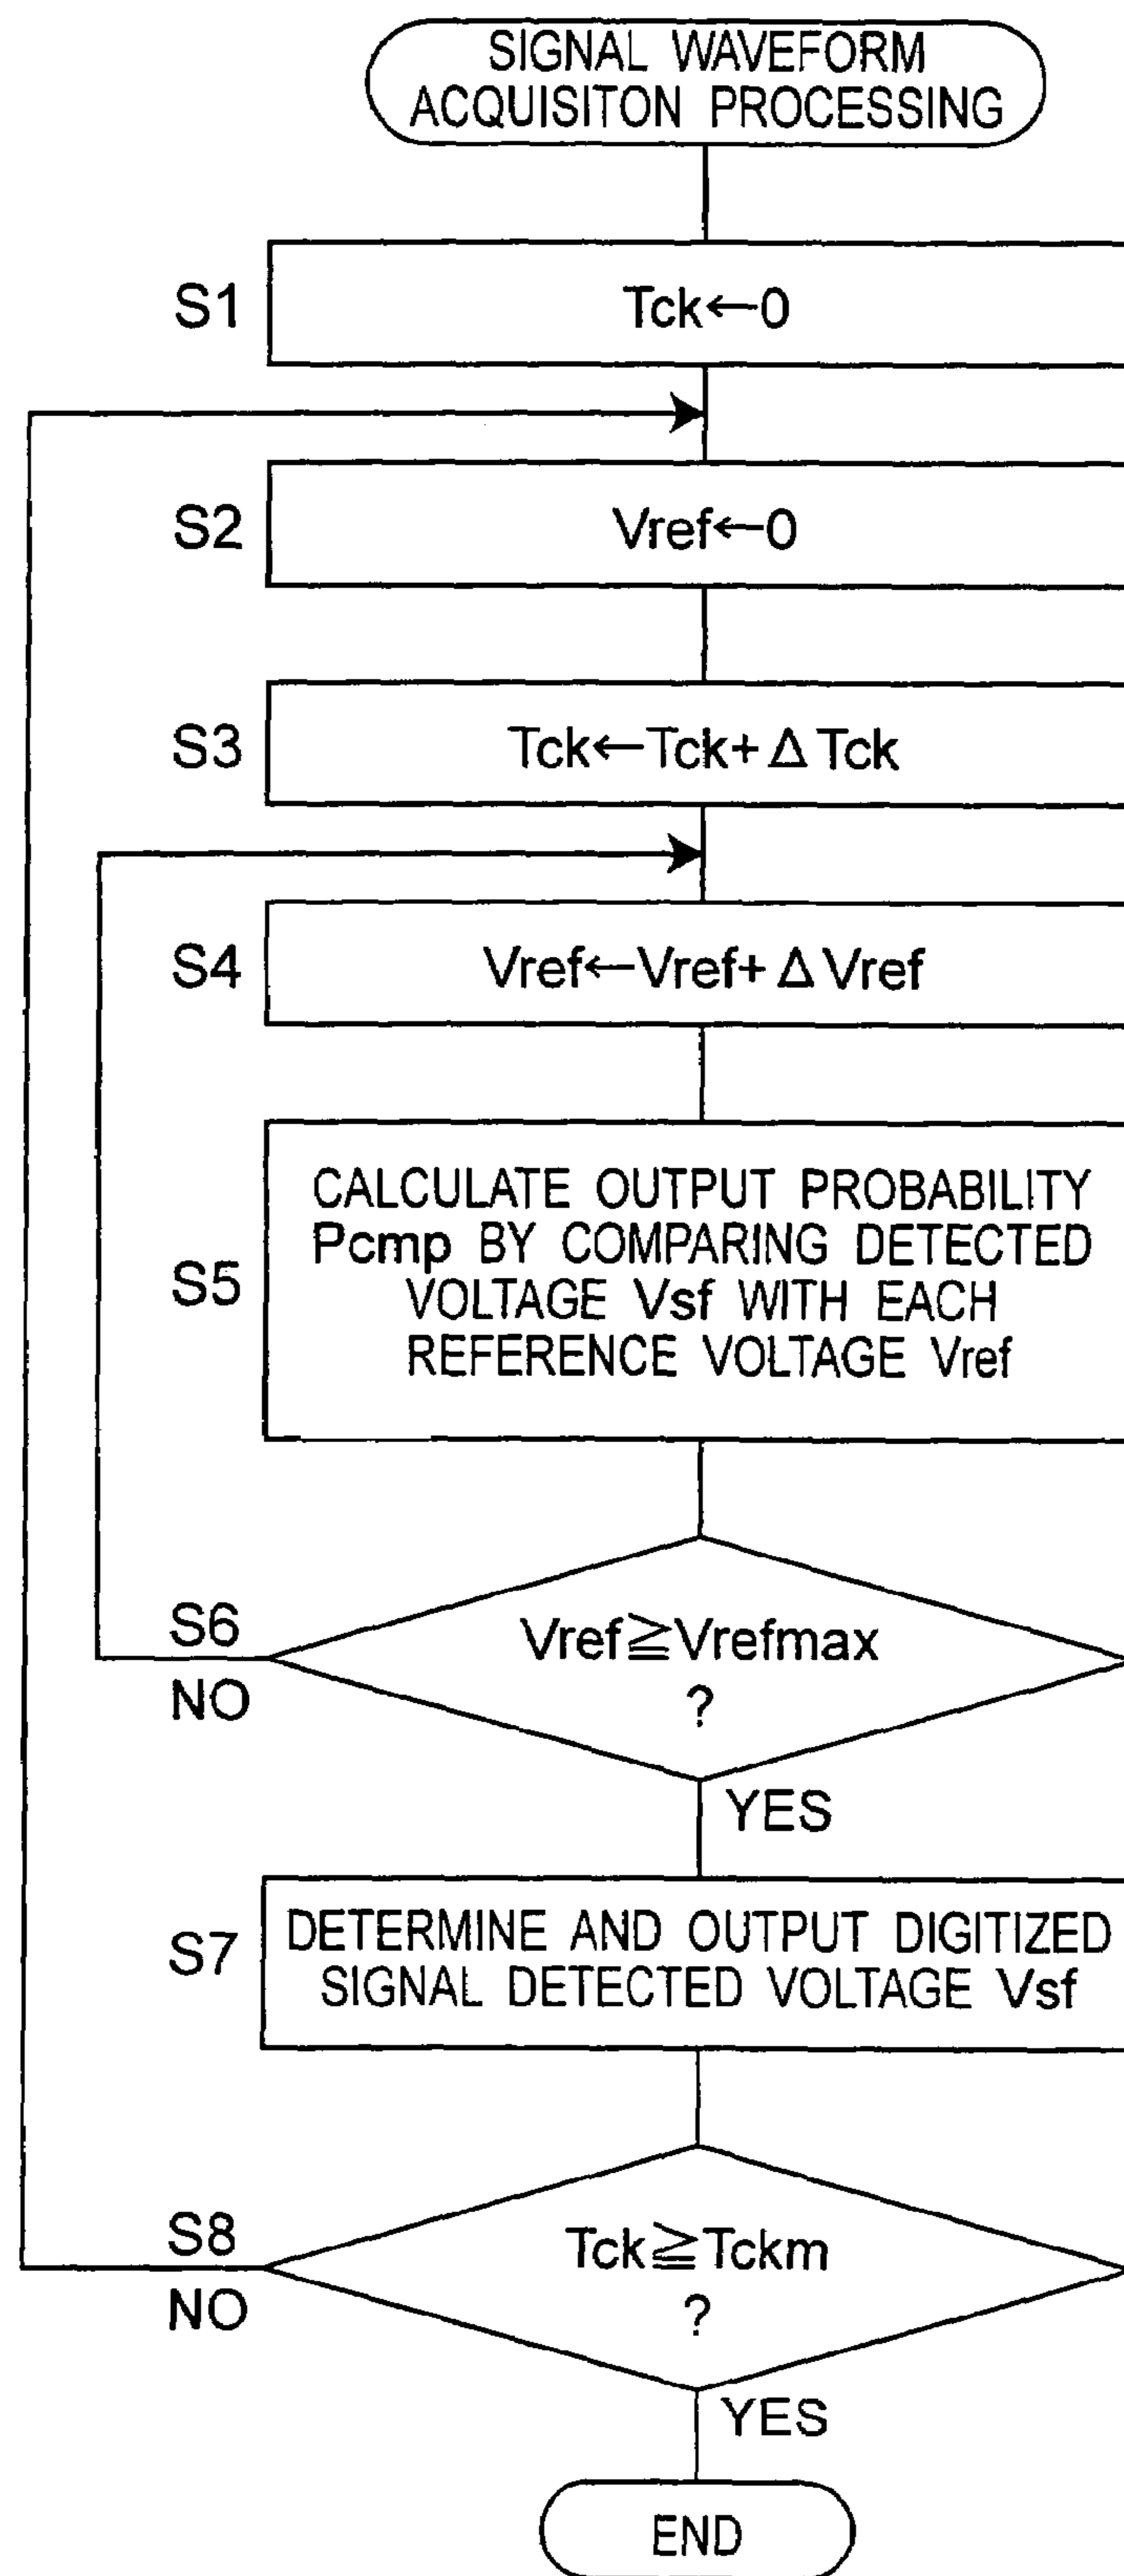 SIGNAL WAVEFORM
ACQUISITON PROCESSING
S1
Tck←0
S2
Vref←0
S3
Tck←Tck+ΔTck
S4
Vref←Vref+ΔVref
S5
CALCULATE OUTPUT PROBABILITY
Pcmp BY COMPARING DETECTED
VOLTAGE Vsf WITH EACH
REFERENCE VOLTAGE Vref
S6
NO
Vref≧Vrefmax
?
YES
S7
DETERMINE AND OUTPUT DIGITIZED
SIGNAL DETECTED VOLTAGE Vsf
S8
NO
Tck≧Tckm
?
YES
END